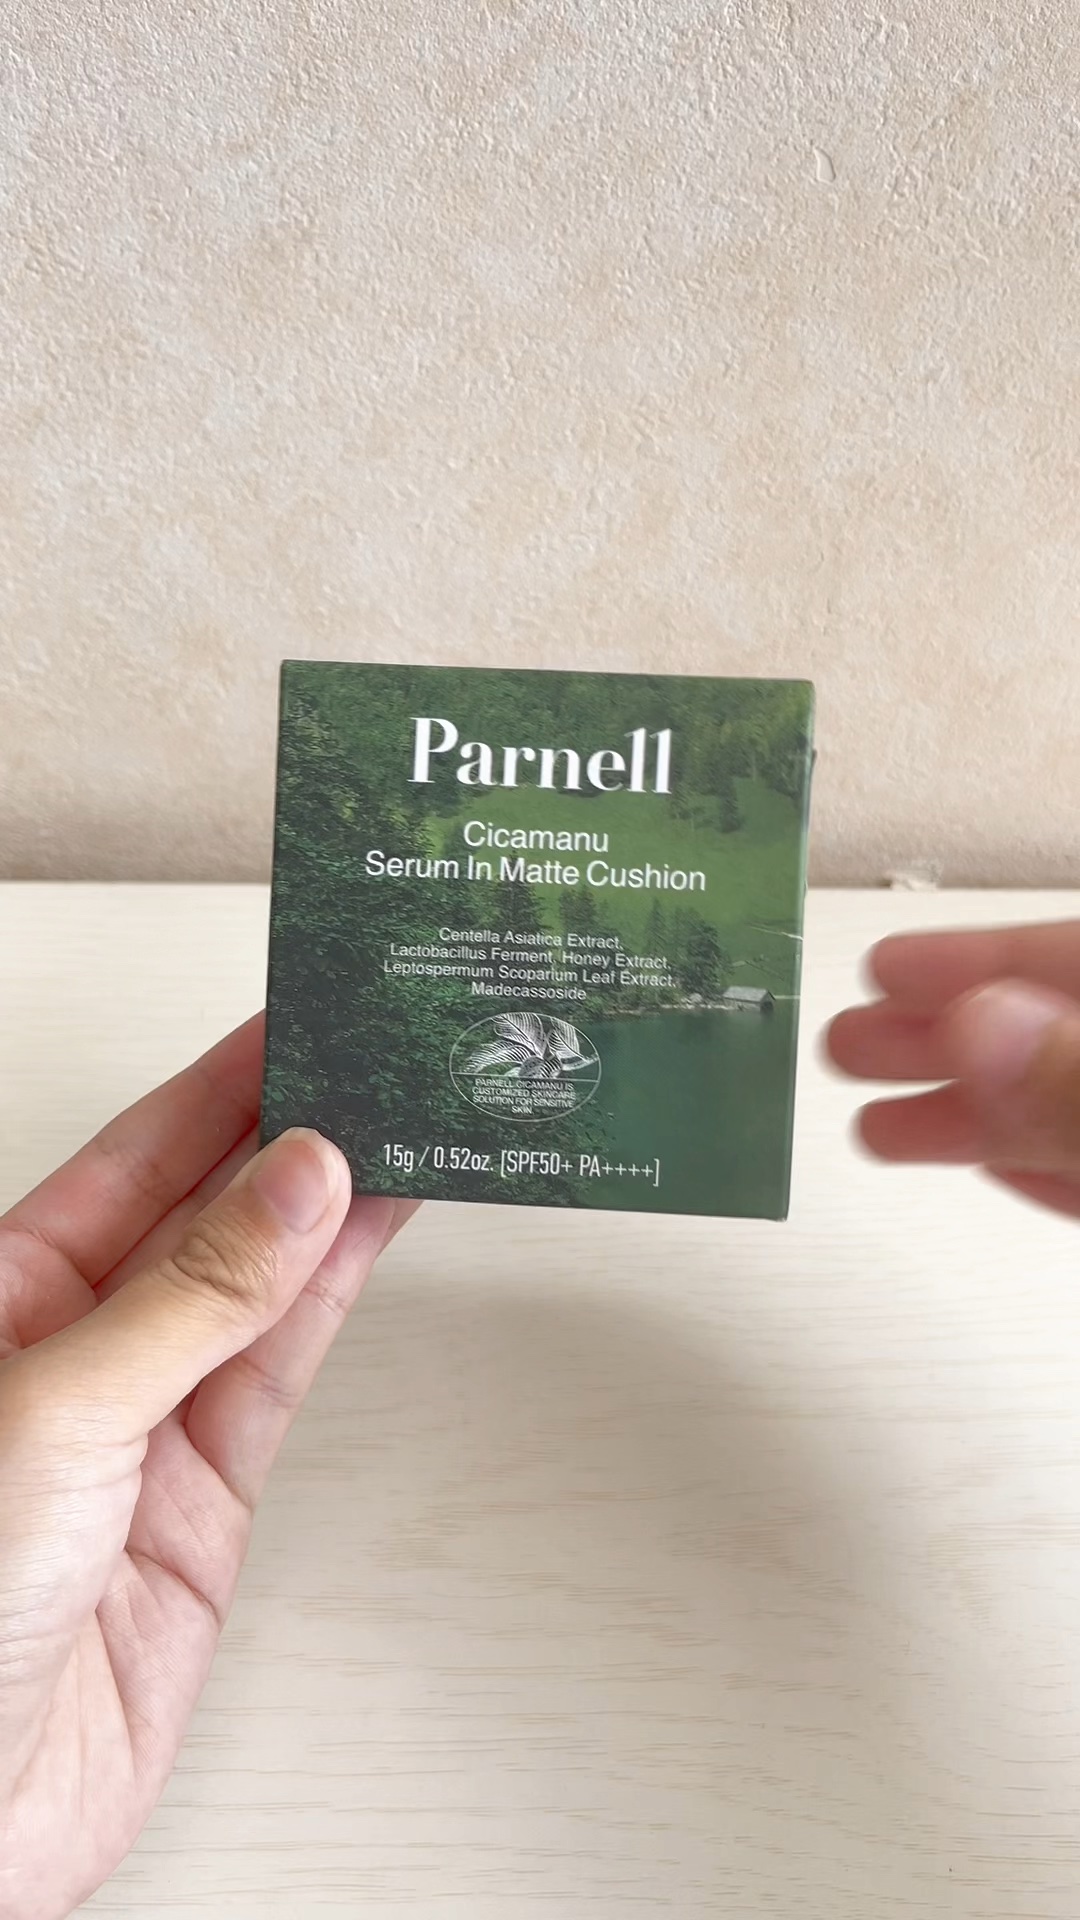 Parnell
Cicamanu
Serum In Matte Cushion
Centella Asiatica Extract,
Lactobacillus Ferment, Honey Extract,
Leptospermum Scoparium Leaf Extract,
Madecassoside
PARNELL CICAMANU IS
CUSTOMIZED SKINCARE
SOLUTION FOR SENSITIVE
SKIN
15g / 0.52oz. [SPF50+ PA++++]